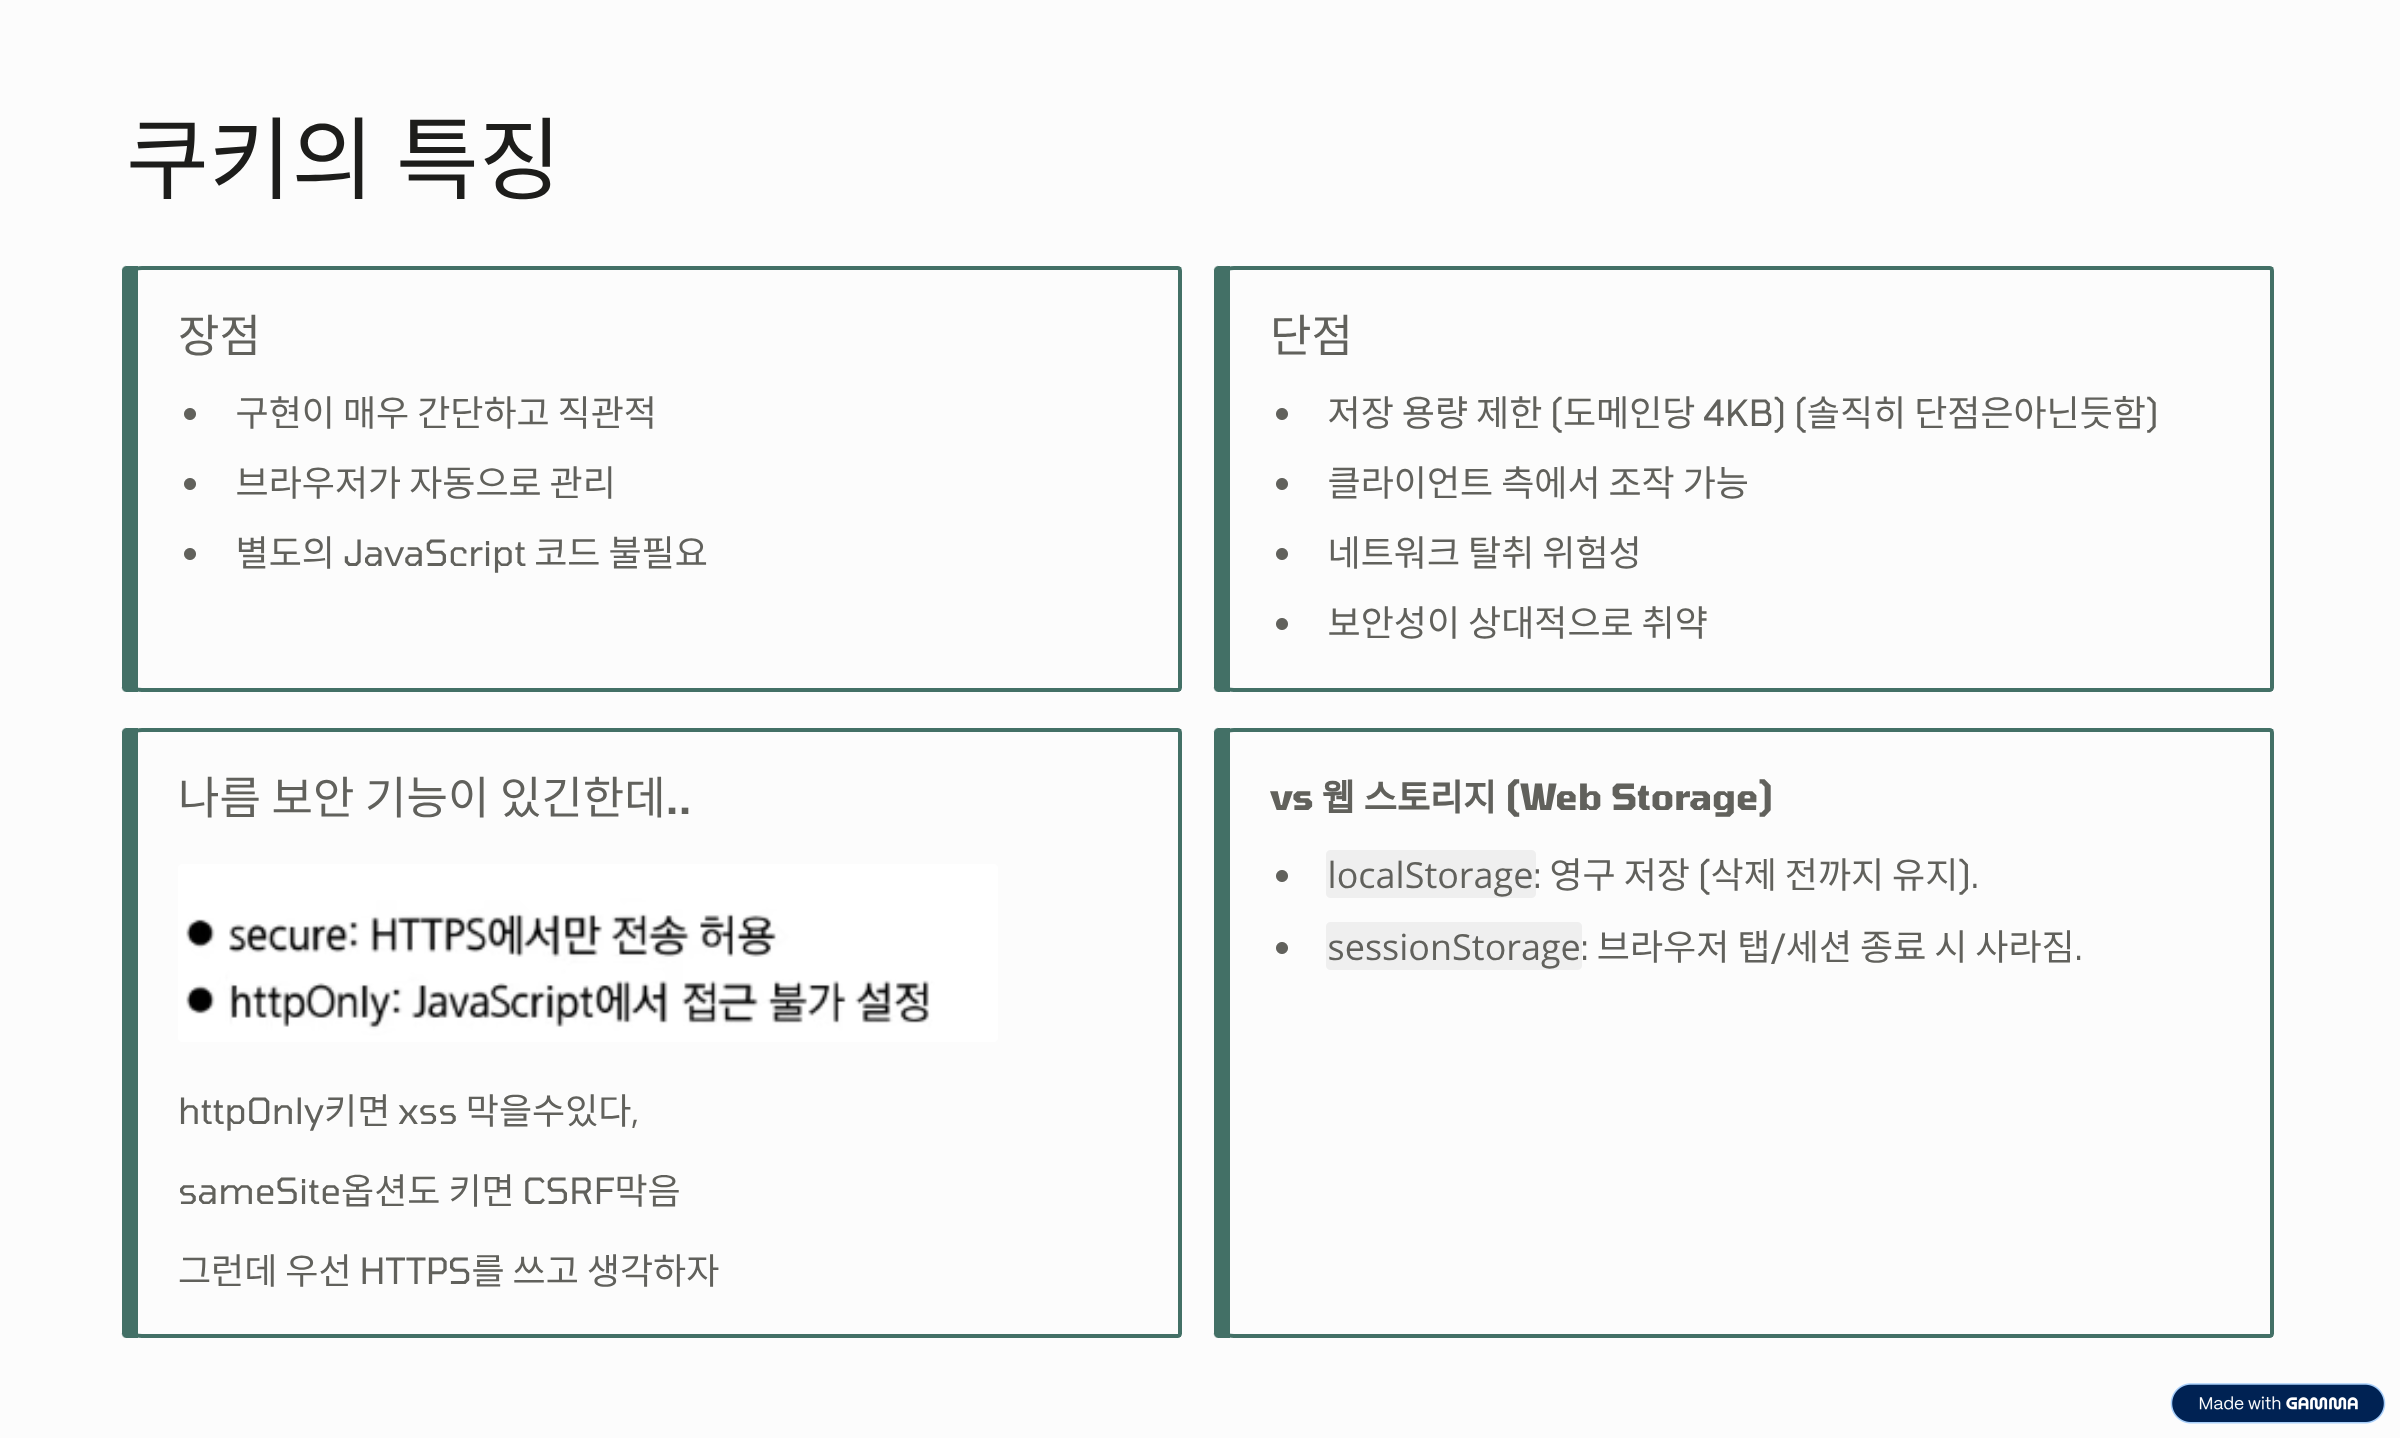 쿠키의 특징
장점
• 구현이 매우 간단하고 직관적
• 브라우저가 자동으로 관리
• 별도의 JavaScript 코드 불필요
단점
• 저장 용량 제한 (도메인당 4KB) (솔직히 단점은아닌듯함)
• 클라이언트 측에서 조작 가능
• 네트워크 탈취 위험성
• 보안성이 상대적으로 취약
나름 보안 기능이 있긴한데..
● secure: HTTPS에서만 전송 허용
● httpOnly: JavaScript에서 접근 불가 설정
httpOnly키면 xss 막을수있다,
sameSite옵션도 키면 CSRF막음
그런데 우선 HTTPS를 쓰고 생각하자
vs 웹 스토리지 (Web Storage)
• localStorage: 영구 저장 (삭제 전까지 유지).
• sessionStorage: 브라우저 탭/세션 종료 시 사라짐.
Made with GAMMA